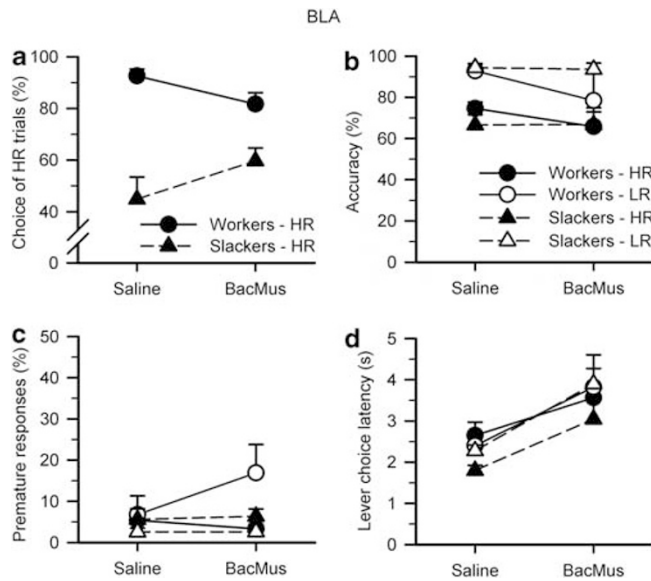 BLA
a
Choice of HR trials (%)
100
80
60
40
0
Workers - HR
Slackers - HR
Saline
BacMus
b
Accuracy (%)
100
80
60
40
20
0
Workers - HR
Workers - LR
Slackers - HR
Slackers - LR
Saline
BacMus
c
Premature responses (%)
50
40
30
20
10
0
Saline
BacMus
d
Lever choice latency (s)
5
4
3
2
1
0
Saline
BacMus